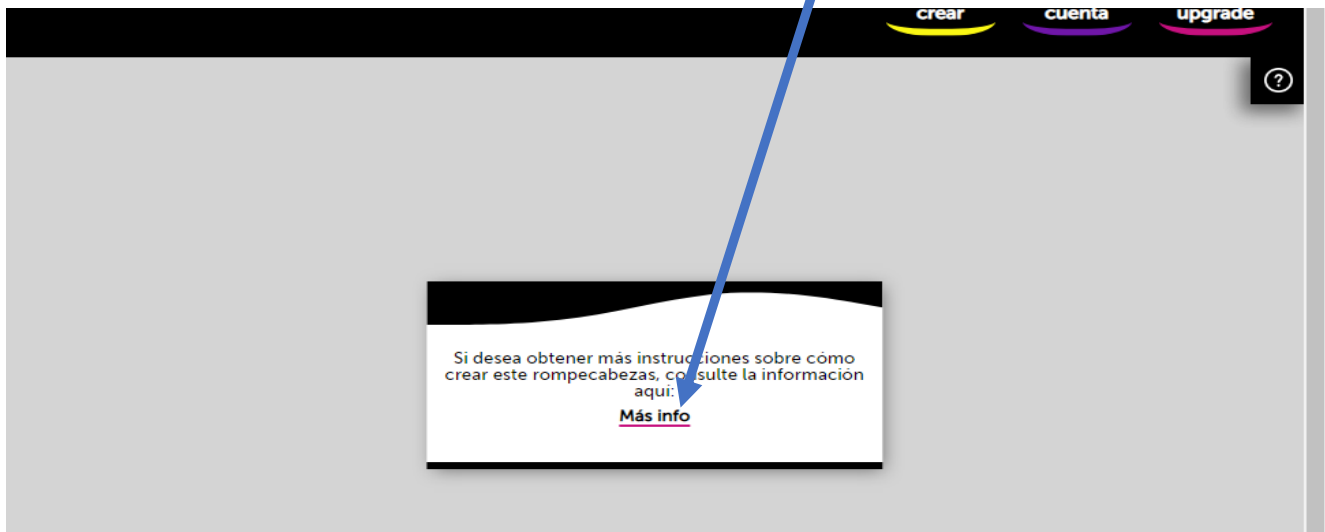 crear cuenta upgrade
?
Si desea obtener más instrucciones sobre cómo
crear este rompecabezas, consulte la información
aquí:
Más info